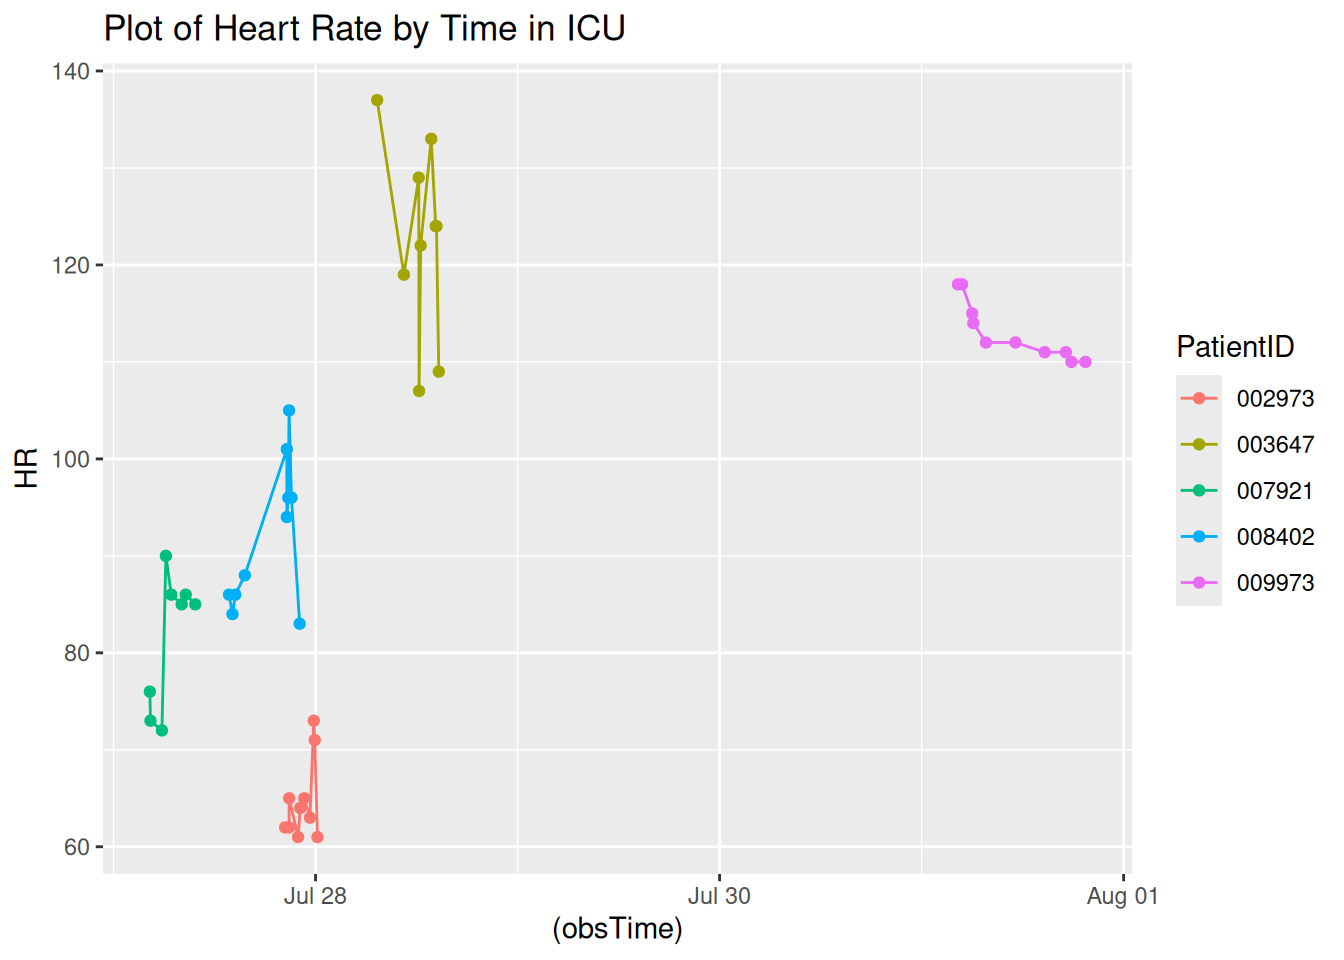 Plot of Heart Rate by Time in ICU
140
120
100
80
60
HR
Jul 28
Jul 30
Aug 01
(obsTime)
PatientID
002973
003647
007921
008402
009973